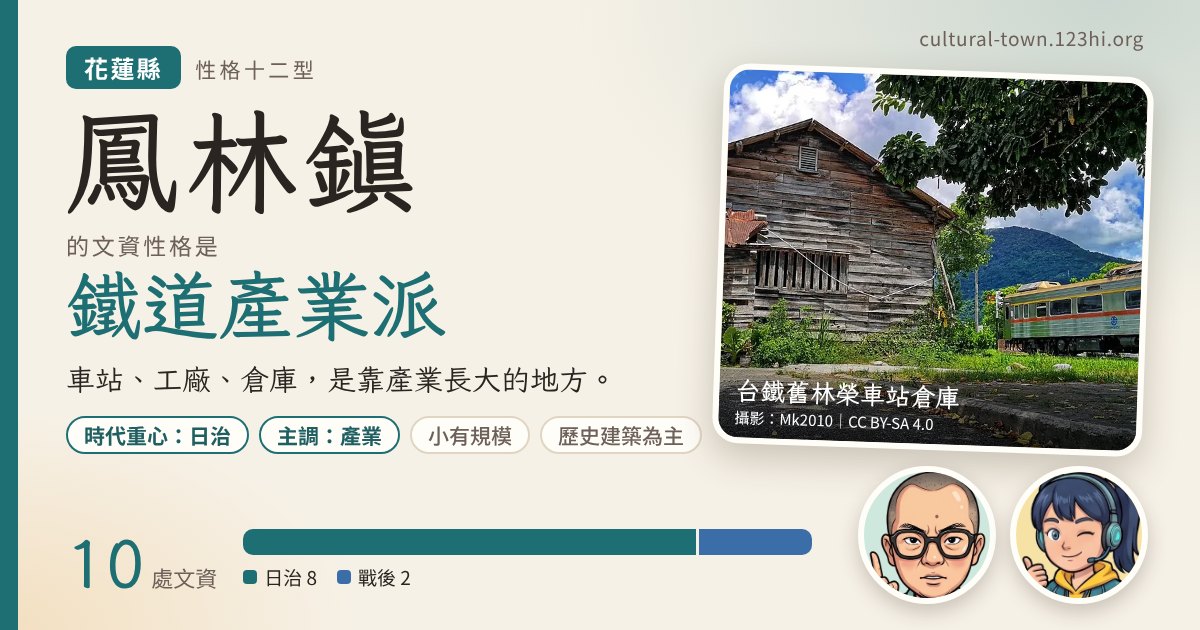 花蓮縣
性格十二型
cultural-town.123hi.org
鳳林鎮
的文資性格是
鐵道產業派
車站、工廠、倉庫，是靠產業長大的地方。
時代重心：日治
主調：產業
小有規模
歷史建築為主
台鐵舊林榮車站倉庫
攝影：Mk2010｜CC BY-SA 4.0
10 處文資
日治 8
戰後 2